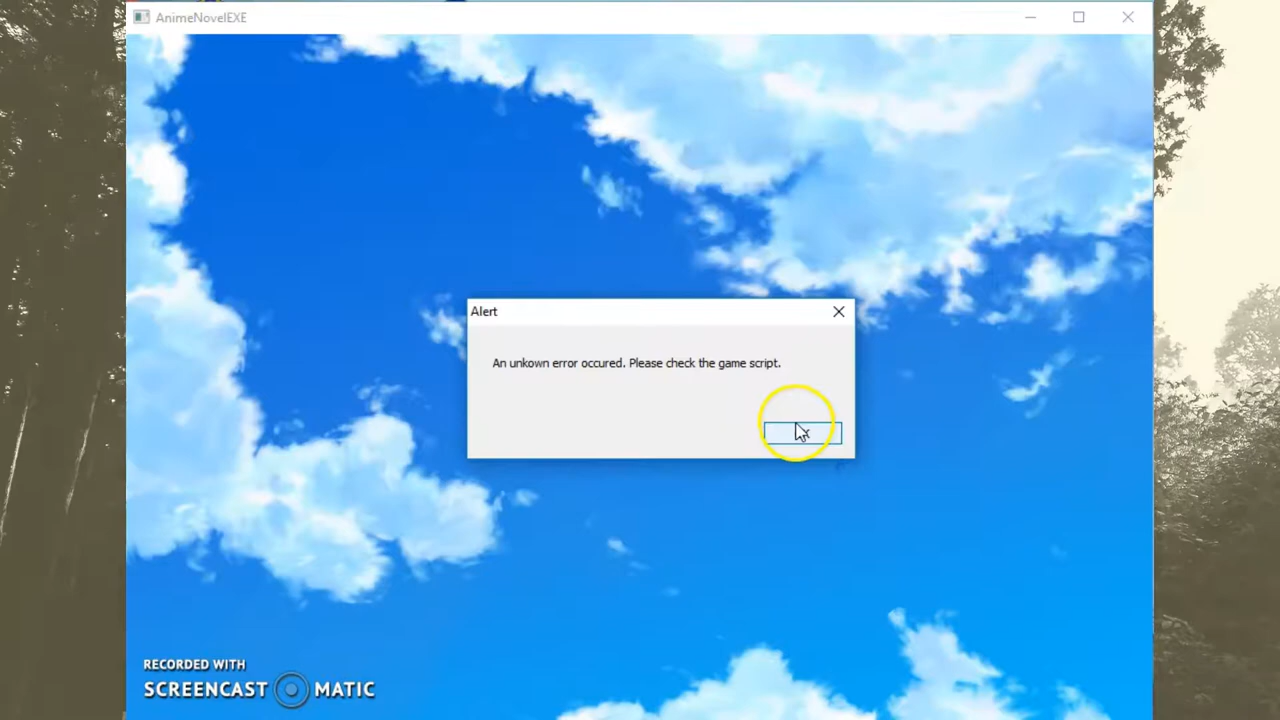 AnimeNovelEXE
Alert
An unkown error occured. Please check the game script.
RECORDED WITH
SCREENCAST MATIC